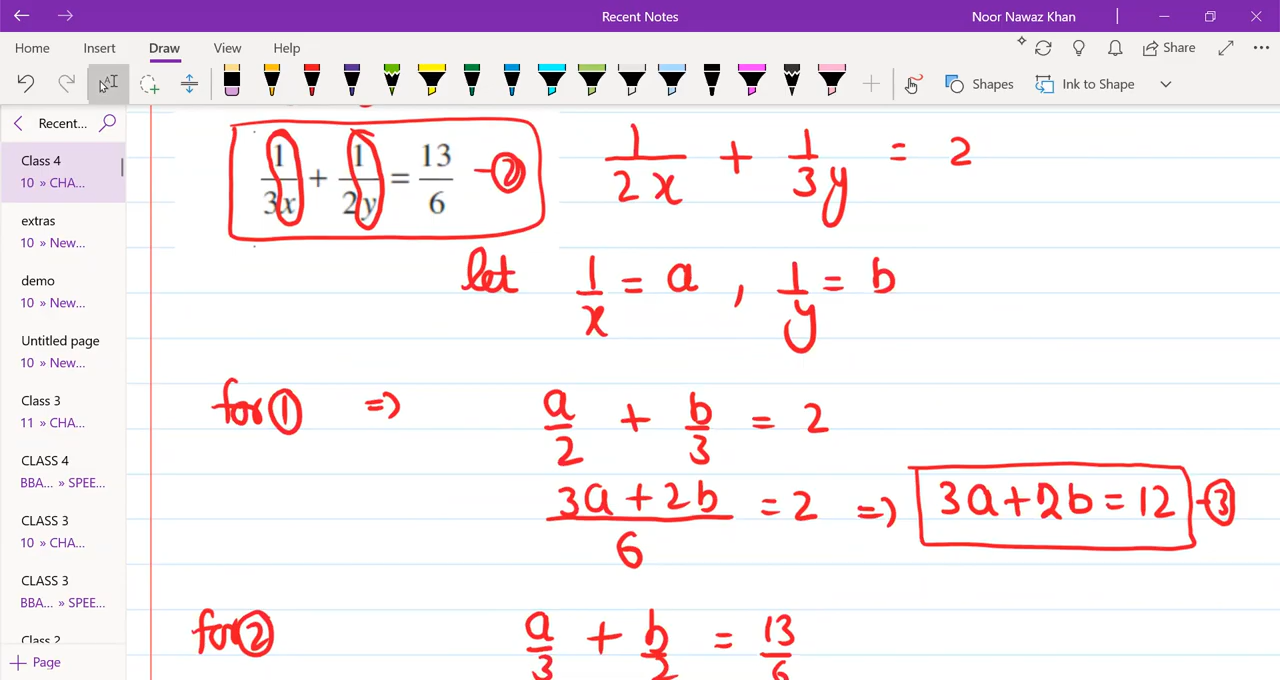 Recent Notes
Noor Nawaz Khan
Home Insert Draw View Help
Share
Shapes
Ink to Shape
Recent...
Class 4
10 » CHA...
extras
10 » New...
demo
10 » New...
Untitled page
10 » New...
Class 3
11 » CHA...
CLASS 4
BBA... » SPEE...
CLASS 3
10 » CHA...
CLASS 3
BBA... » SPEE...
Class 2
+ Page
1/3x + 1/2y = 13/6 - ②
1/2x + 1/3y = 2
let 1/x = a , 1/y = b
for ① => a/2 + b/3 = 2
3a + 2b / 6 = 2 => 3a + 2b = 12 - ③
for ② a/3 + b/2 = 13/6